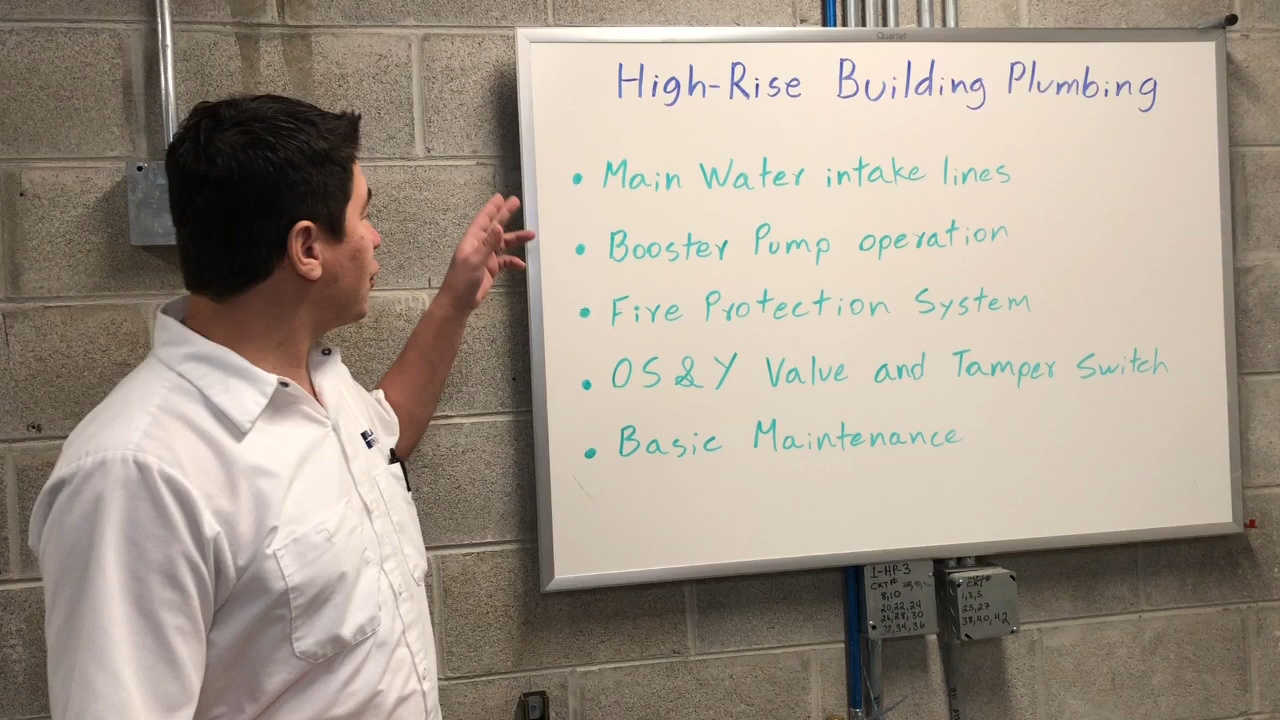 Quartet
High-Rise Building Plumbing
• Main Water intake lines
• Booster Pump operation
• Fire Protection System
• OS&Y Valve and Tamper Switch
• Basic Maintenance
1-HP-3
CKT#
8,10
20,22,24
26,28,30
32,34,36
CKT#
1,3,5
25,27
38,40,42